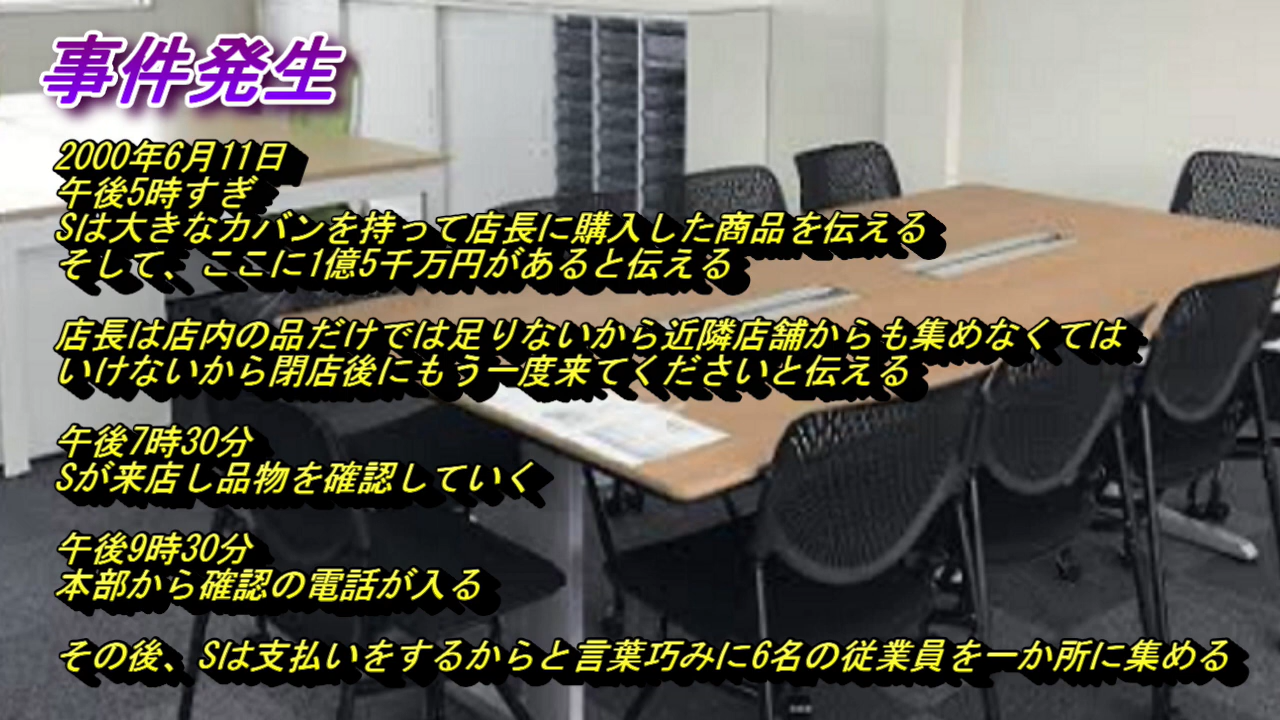 事件発生
2000年6月11日
午後5時すぎ
Sは大きなカバンを持って店長に購入した商品を伝える
そして、ここに1億5千万円があると伝える
店長は店内の品だけでは足りないから近隣店舗からも集めなくては
いけないから閉店後にもう一度来てくださいと伝える
午後7時30分
Sが来店し品物を確認していく
午後9時30分
本部から確認の電話が入る
その後、Sは支払いをするからと言葉巧みに6名の従業員を一か所に集める